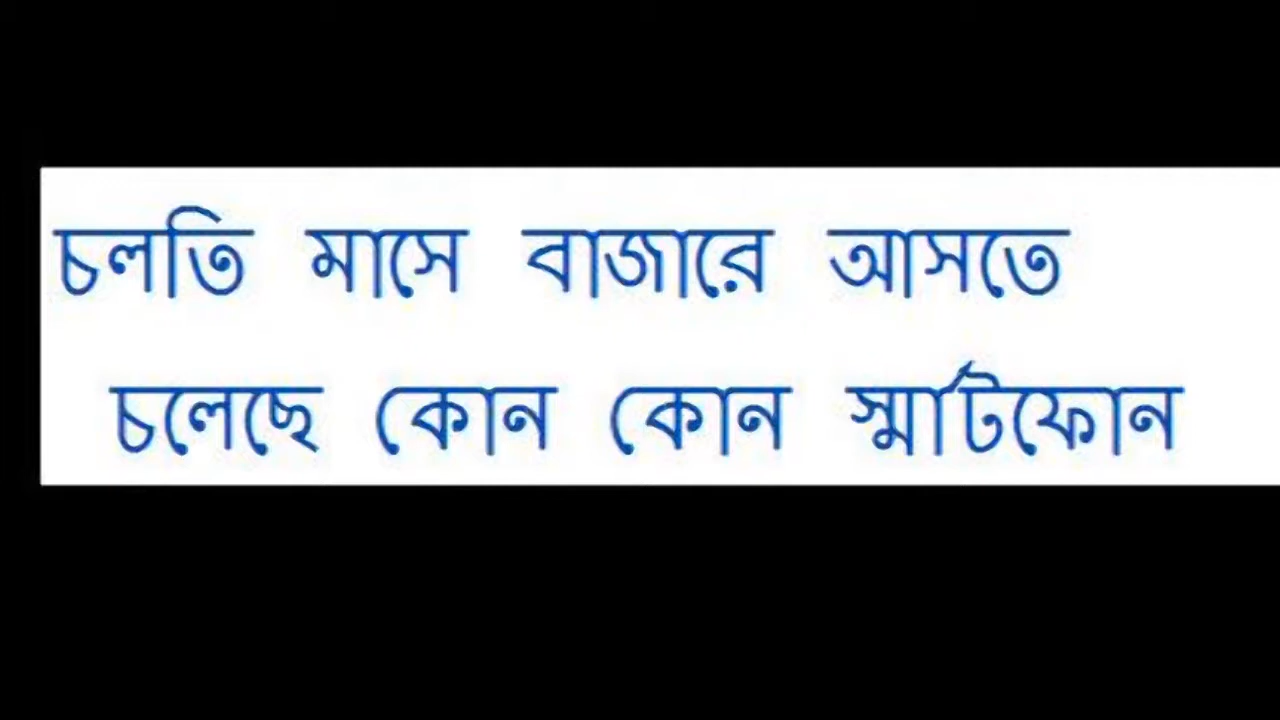 চলতি মাসে বাজারে আসতে
চলেছে কোন কোন স্মার্টফোন